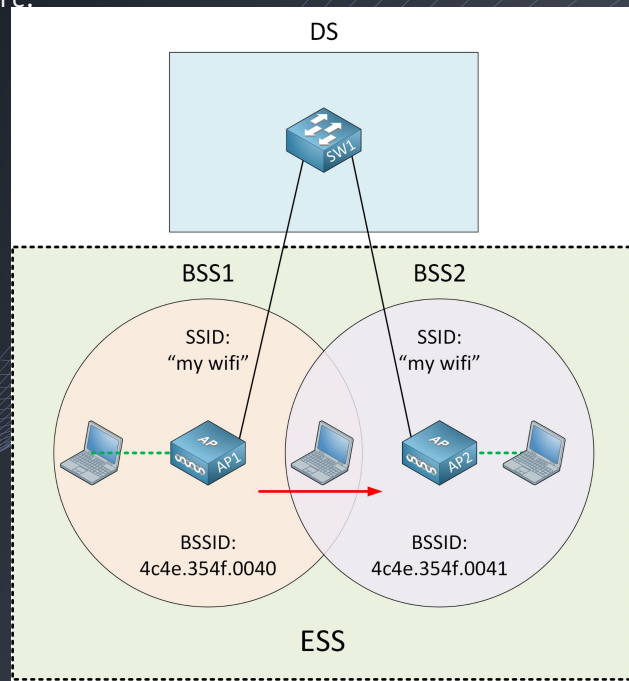 DS
SW1
BSS1
BSS2
SSID:
"my wifi"
SSID:
"my wifi"
AP
AP1
AP
AP2
BSSID:
4c4e.354f.0040
BSSID:
4c4e.354f.0041
ESS